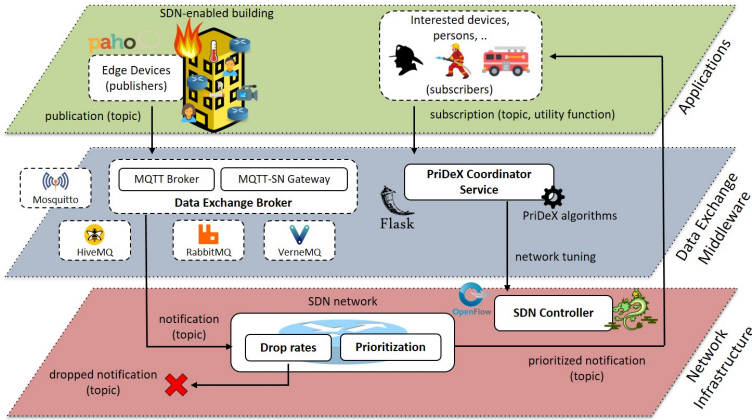 SDN-enabled building
paho
Edge Devices
(publishers)
Interested devices,
persons, ..
(subscribers)
Applications
publication (topic)
subscription (topic, utility function)
Mosquitto
MQTT Broker
MQTT-SN Gateway
Data Exchange Broker
PriDeX Coordinator
Service
Flask
PriDeX algorithms
HiveMQ
RabbitMQ
VerneMQ
network tuning
Data Exchange
Middleware
SDN network
OpenFlow
SDN Controller
notification
(topic)
Drop rates
Prioritization
prioritized notification
(topic)
dropped notification
(topic)
Network
Infrastructure